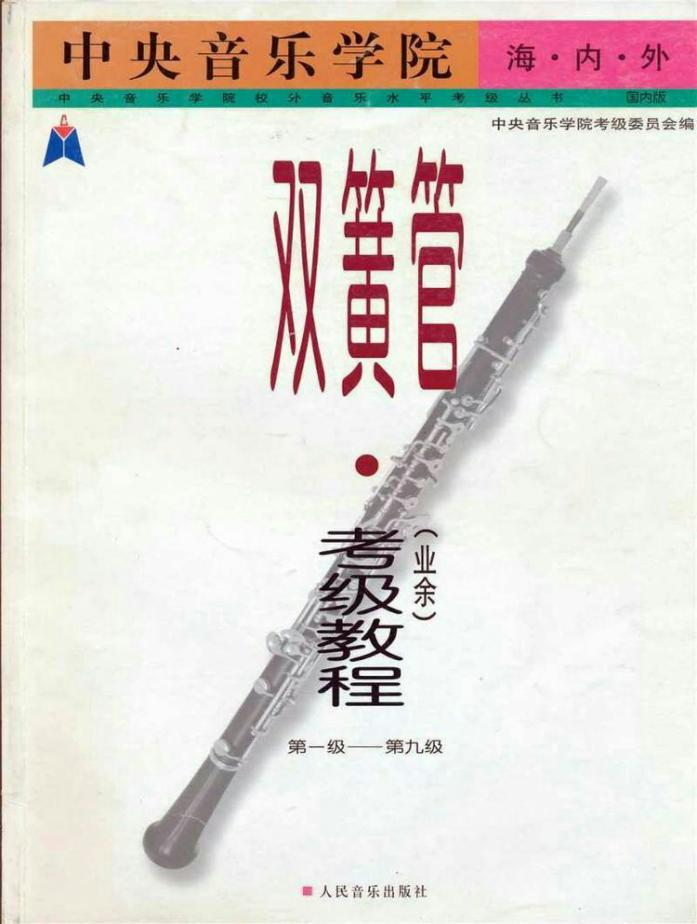 中央音乐学院
海·内·外
中央音乐学院校外音乐水平考级丛书
国内版
中央音乐学院考级委员会编
双簧管
·
(业余)
考级教程
第一级——第九级
人民音乐出版社